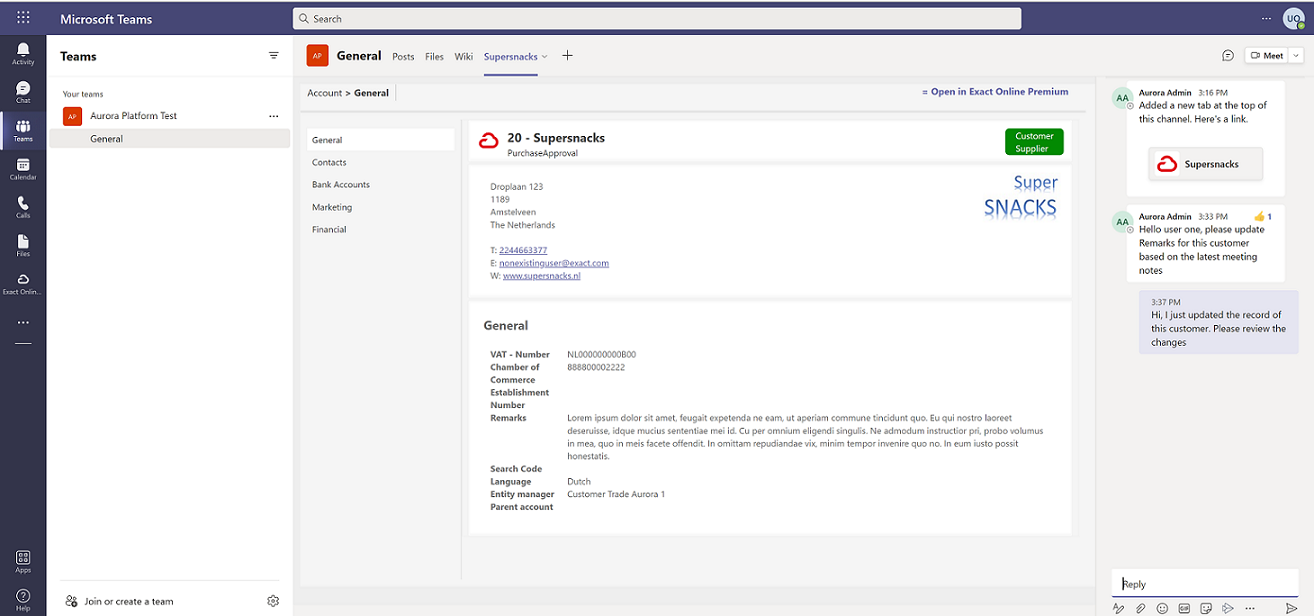 Microsoft Teams
Search
UO
Activity
Chat
Teams
Calendar
Calls
Files
Exact Onlin...
Apps
Help
Teams
Your teams
AP Aurora Platform Test
General
Join or create a team
AP General Posts Files Wiki Supersnacks
Meet
Account > General
= Open in Exact Online Premium
General
Contacts
Bank Accounts
Marketing
Financial
20 - Supersnacks
PurchaseApproval
Customer
Supplier
Droplaan 123
1189
Amstelveen
The Netherlands
T: 2244663377
E: nonexistinguser@exact.com
W: www.supersnacks.nl
Super
SNACKS
General
VAT - Number NL000000000B00
Chamber of 888800002222
Commerce
Establishment
Number
Remarks Lorem ipsum dolor sit amet, feugait expetenda ne eam, ut aperiam commune tincidunt quo. Eu qui nostro laoreet
deseruisse, idque mucius sententiae mei id. Cu per omnium eligendi singulis. Ne admodum instructior pri, probo volumus
in mea, quo in meis facete offendit. In omittam repudiandae vix, minim tempor invenire quo no. In eum iusto possit
honestatis.
Search Code
Language Dutch
Entity manager Customer Trade Aurora 1
Parent account
AA Aurora Admin 3:16 PM
Added a new tab at the top of
this channel. Here's a link.
Supersnacks
AA Aurora Admin 3:33 PM 1
Hello user one, please update
Remarks for this customer
based on the latest meeting
notes
3:37 PM
Hi, I just updated the record of
this customer. Please review the
changes
Reply
GIF